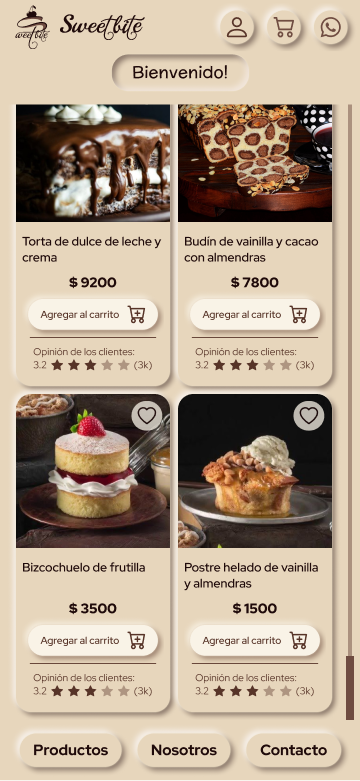 Sweetbite
Sweetbite
Bienvenido!
Torta de dulce de leche y
crema
$ 9200
Agregar al carrito
Opinión de los clientes:
3.2 (3k)
Budín de vainilla y cacao
con almendras
$ 7800
Agregar al carrito
Opinión de los clientes:
3.2 (3k)
Bizcochuelo de frutilla
$ 3500
Agregar al carrito
Opinión de los clientes:
3.2 (3k)
Postre helado de vainilla
y almendras
$ 1500
Agregar al carrito
Opinión de los clientes:
3.2 (3k)
Productos
Nosotros
Contacto